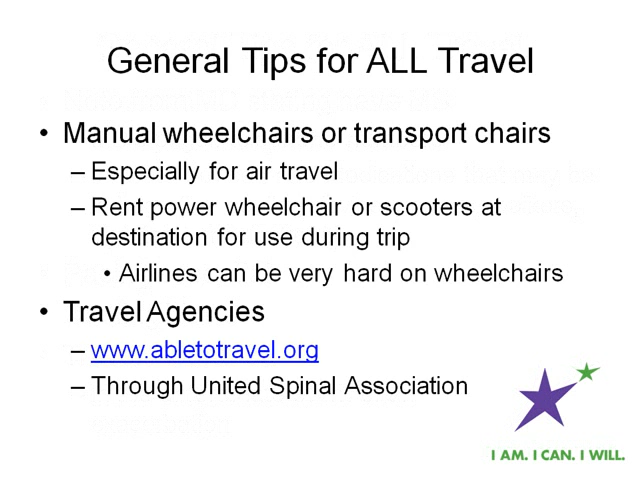 General Tips for ALL Travel
• Manual wheelchairs or transport chairs
– Especially for air travel
– Rent power wheelchair or scooters at
destination for use during trip
• Airlines can be very hard on wheelchairs
• Travel Agencies
– www.abletotravel.org
– Through United Spinal Association
I AM. I CAN. I WILL.